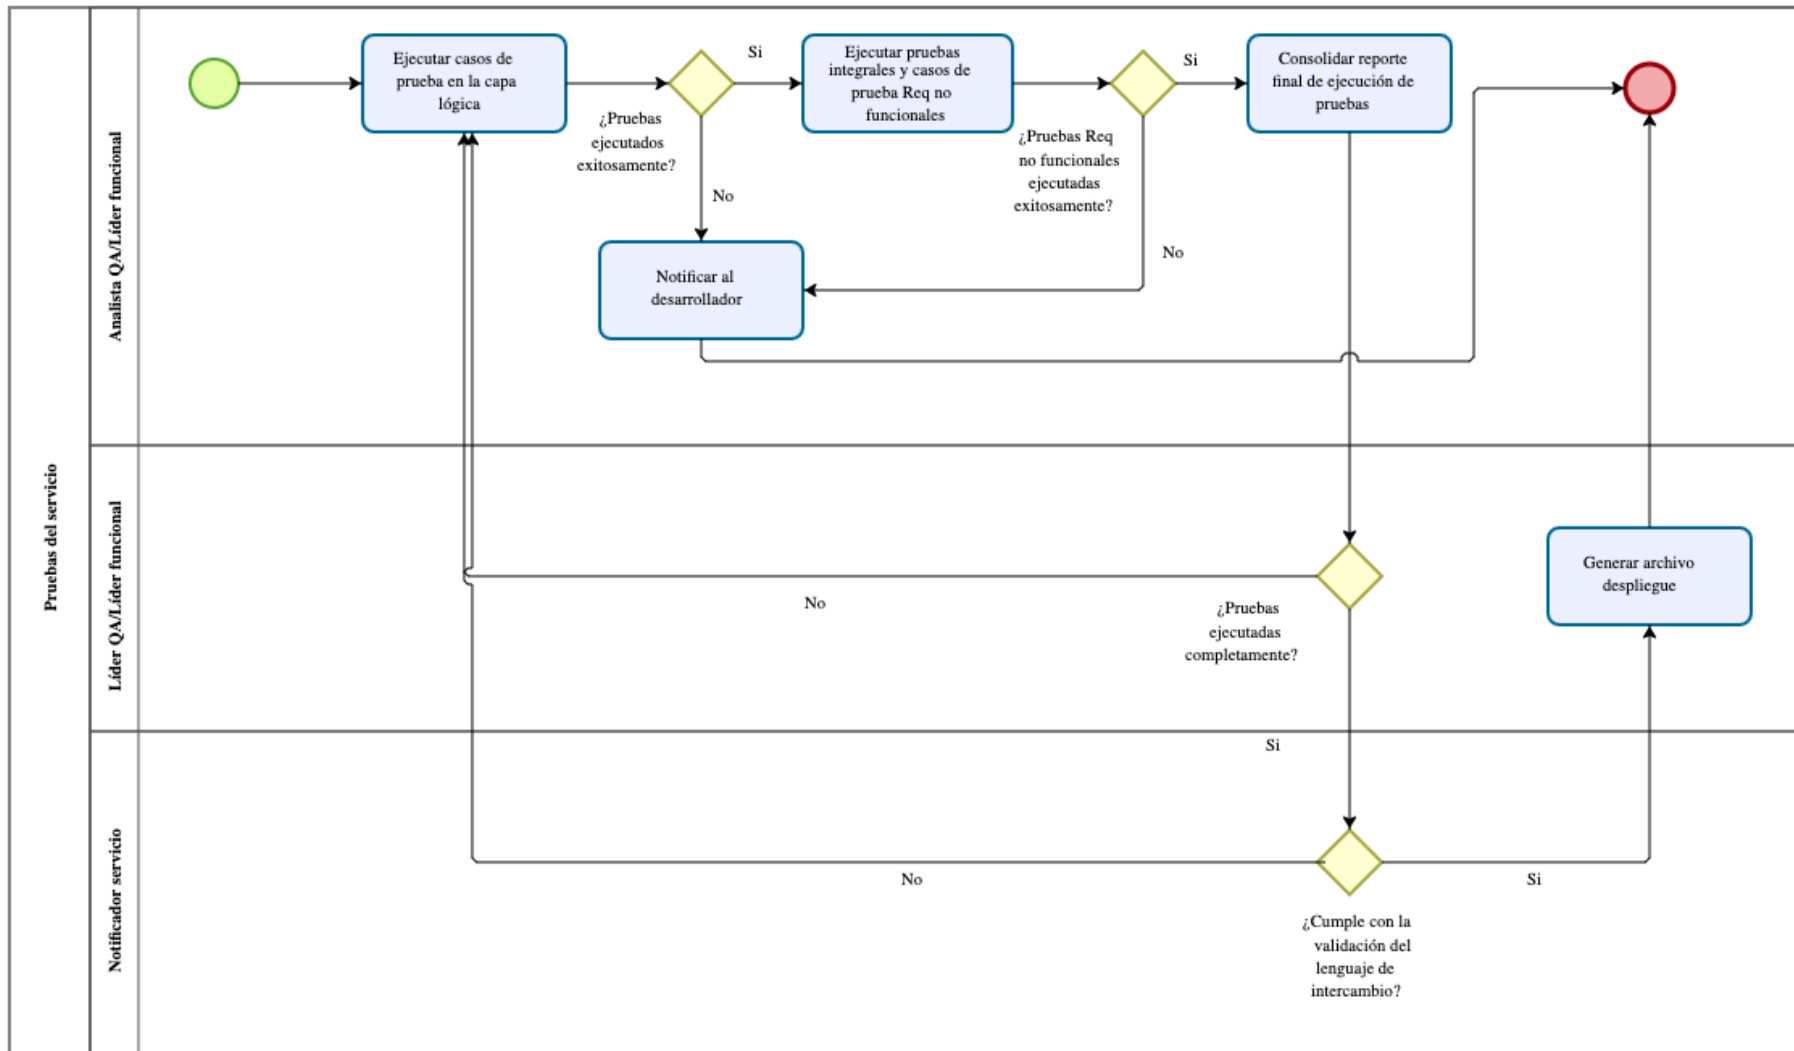 Pruebas del servicio
Analista QA/Líder funcional
Ejecutar casos de
prueba en la capa
lógica
¿Pruebas
ejecutados
exitosamente?
Si
No
Ejecutar pruebas
integrales y casos de
prueba Req no
funcionales
¿Pruebas Req
no funcionales
ejecutadas
exitosamente?
Si
No
Consolidar reporte
final de ejecución de
pruebas
Notificar al
desarrollador
Líder QA/Líder funcional
No
¿Pruebas
ejecutadas
completamente?
Generar archivo
despliegue
Si
Notificador servicio
No
Si
¿Cumple con la
validación del
lenguaje de
intercambio?